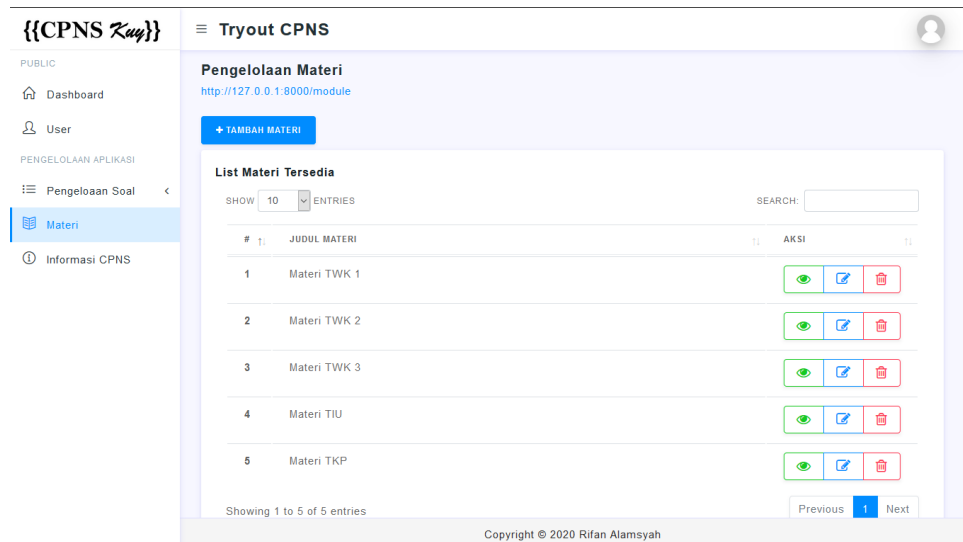 {{CPNS Kuy}}
Tryout CPNS
PUBLIC
Dashboard
User
PENGELOLAAN APLIKASI
Pengeloaan Soal
Materi
Informasi CPNS
Pengelolaan Materi
http://127.0.0.1:8000/module
+ TAMBAH MATERI
List Materi Tersedia
SHOW 10 ENTRIES SEARCH:
# JUDUL MATERI AKSI
1 Materi TWK 1
2 Materi TWK 2
3 Materi TWK 3
4 Materi TIU
5 Materi TKP
Showing 1 to 5 of 5 entries Previous 1 Next
Copyright © 2020 Rifan Alamsyah